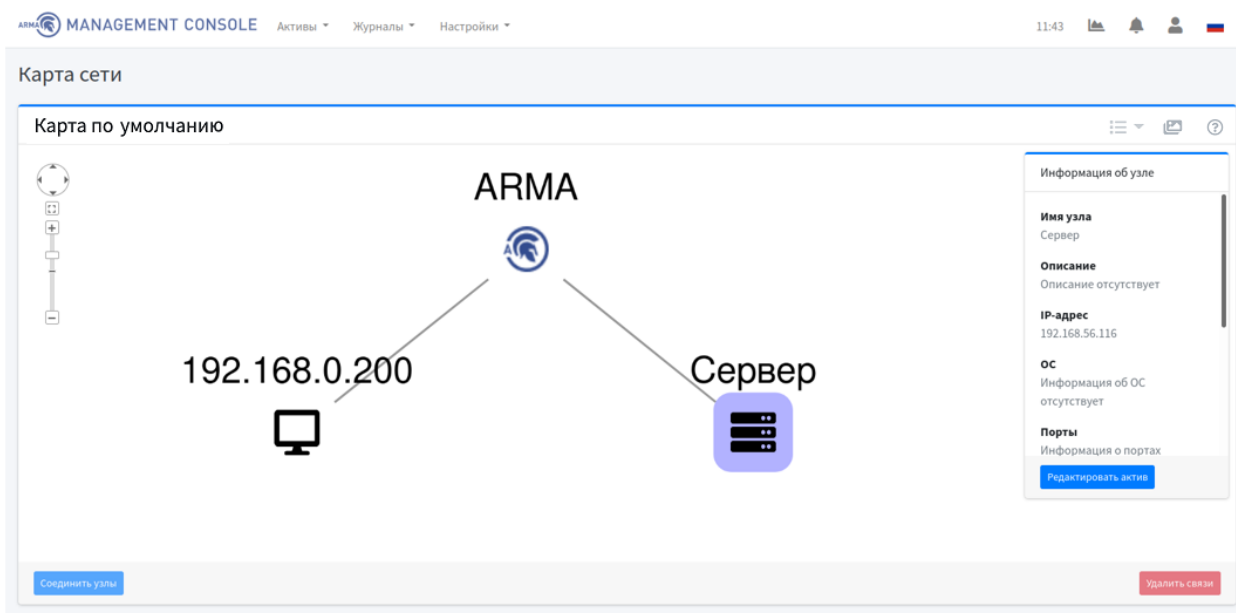 ARMA MANAGEMENT CONSOLE Активы Журналы Настройки 11:43
Карта сети
Карта по умолчанию
ARMA
A
192.168.0.200
Сервер
Информация об узле
Имя узла
Сервер
Описание
Описание отсутствует
IP-адрес
192.168.56.116
ОС
Информация об ОС
отсутствует
Порты
Информация о портах
Редактировать актив
Соединить узлы
Удалить связи